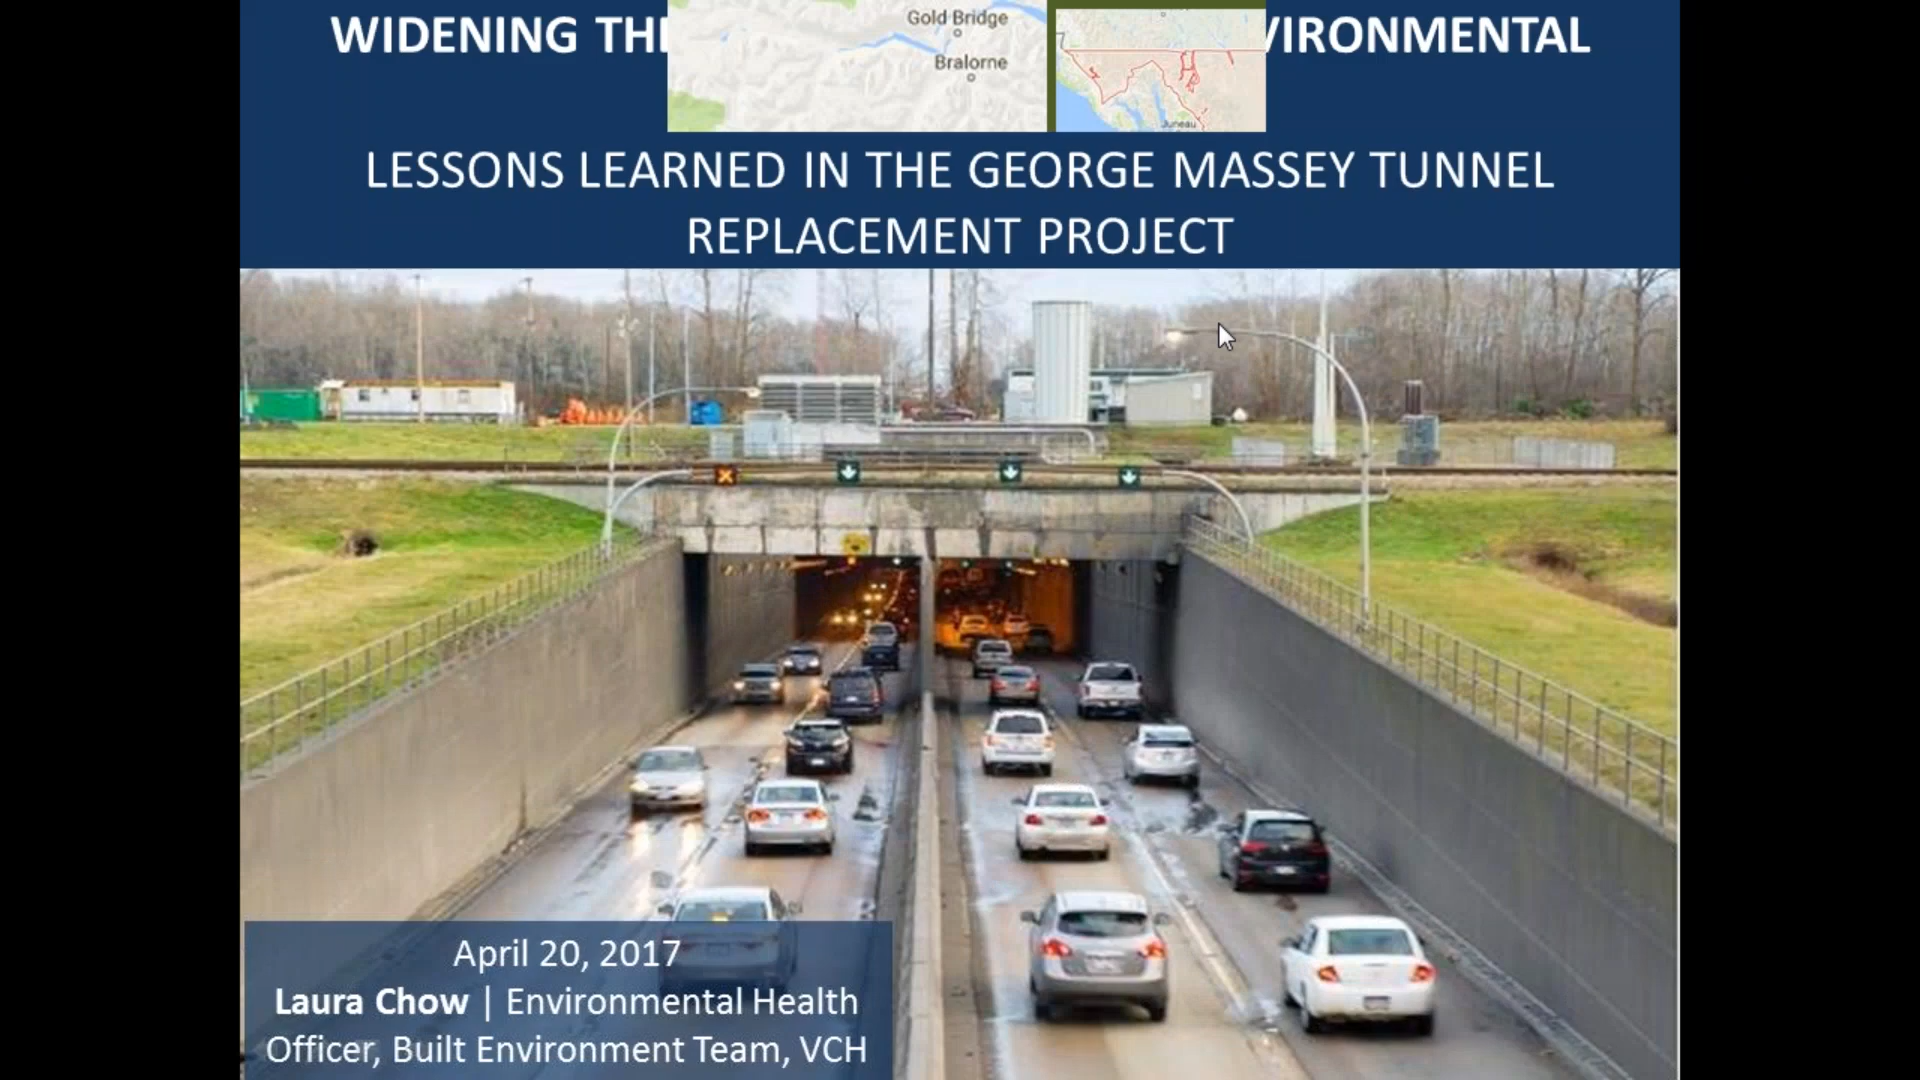 WIDENING THE
VIRONMENTAL
Gold Bridge
Bralorne
Juneau
LESSONS LEARNED IN THE GEORGE MASSEY TUNNEL
REPLACEMENT PROJECT
April 20, 2017
Laura Chow | Environmental Health
Officer, Built Environment Team, VCH